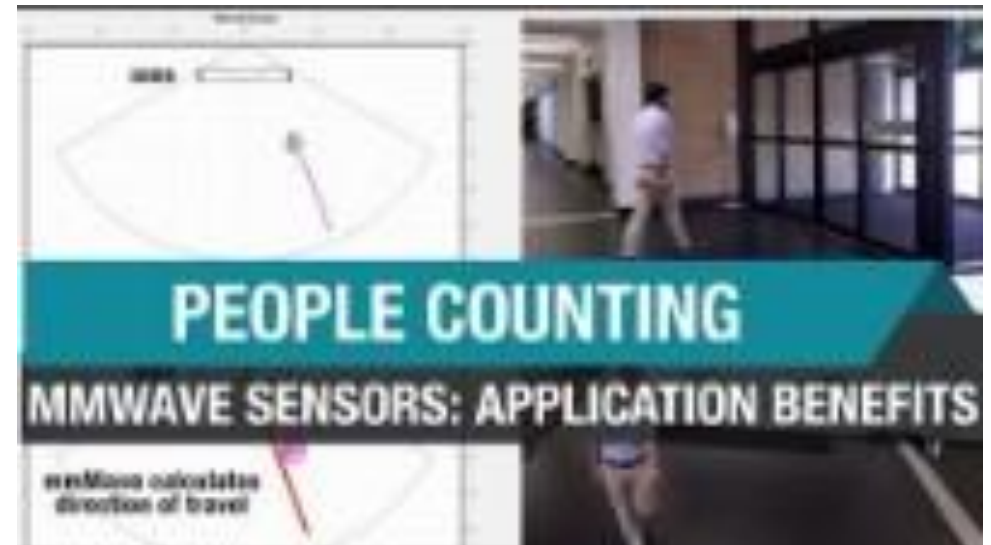 PEOPLE COUNTING
MMWAVE SENSORS: APPLICATION BENEFITS
mmWave calculates
direction of travel